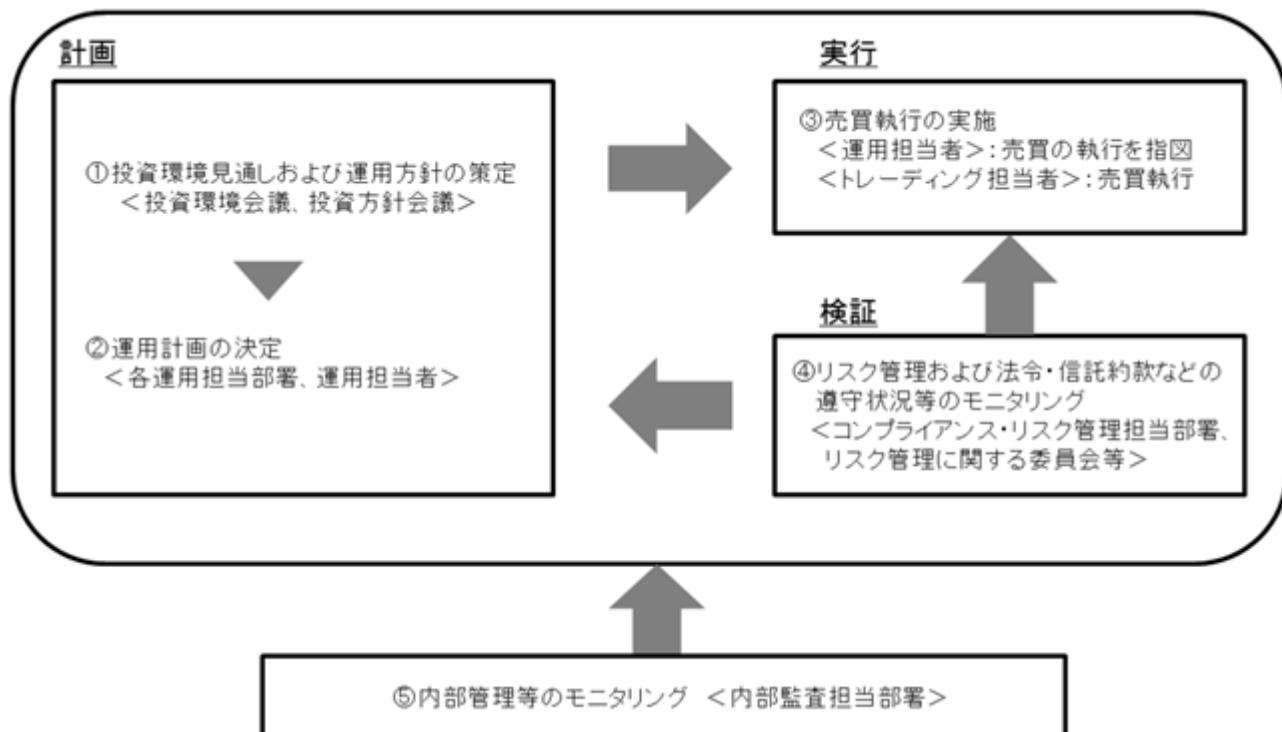 計画
①投資環境見通しおよび運用方針の策定
＜投資環境会議、投資方針会議＞
②運用計画の決定
＜各運用担当部署、運用担当者＞
実行
③売買執行の実施
＜運用担当者＞：売買の執行を指図
＜トレーディング担当者＞：売買執行
検証
④リスク管理および法令・信託約款などの
遵守状況等のモニタリング
＜コンプライアンス・リスク管理担当部署、
リスク管理に関する委員会等＞
⑤内部管理等のモニタリング ＜内部監査担当部署＞